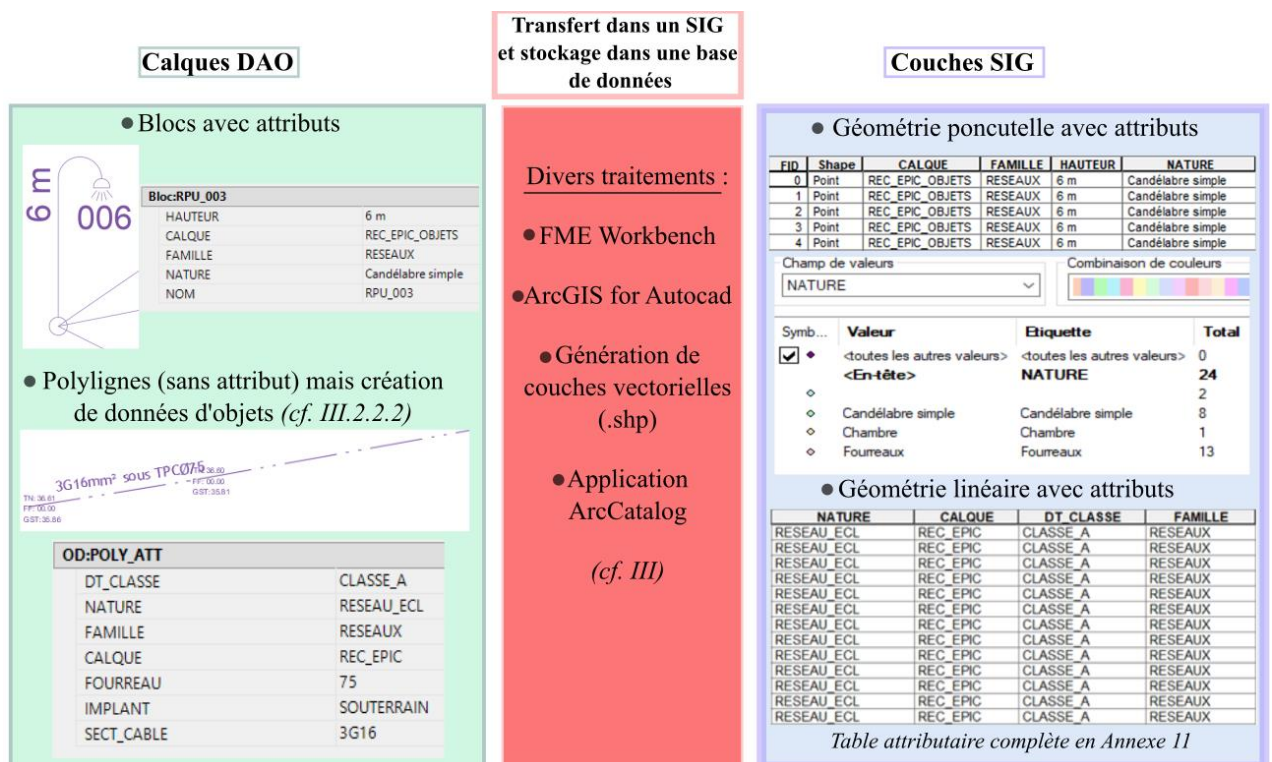 Calques DAO
● Blocs avec attributs
6 m
006
Bloc:RPU_003
HAUTEUR 6 m
CALQUE REC_EPIC_OBJETS
FAMILLE RESEAUX
NATURE Candélabre simple
NOM RPU_003
● Polylignes (sans attribut) mais création
de données d'objets (cf. III.2.2.2)
3G16mm² sous TPCØ75
TN: 36.60
FF: 00.00
GST: 35.81
TN: 36.61
FF: 00.00
GST: 35.86
OD:POLY_ATT
DT_CLASSE CLASSE_A
NATURE RESEAU_ECL
FAMILLE RESEAUX
CALQUE REC_EPIC
FOURREAU 75
IMPLANT SOUTERRAIN
SECT_CABLE 3G16
Transfert dans un SIG
et stockage dans une base
de données
Divers traitements :
● FME Workbench
● ArcGIS for Autocad
● Génération de
couches vectorielles
(.shp)
● Application
ArcCatalog
(cf. III)
Couches SIG
● Géométrie poncutelle avec attributs
FID Shape CALQUE FAMILLE HAUTEUR NATURE
0 Point REC_EPIC_OBJETS RESEAUX 6 m Candélabre simple
1 Point REC_EPIC_OBJETS RESEAUX 6 m Candélabre simple
2 Point REC_EPIC_OBJETS RESEAUX 6 m Candélabre simple
3 Point REC_EPIC_OBJETS RESEAUX 6 m Candélabre simple
4 Point REC_EPIC_OBJETS RESEAUX 6 m Candélabre simple
Champ de valeurs Combinaison de couleurs
NATURE
Symb... Valeur Etiquette Total
<toutes les autres valeurs> <toutes les autres valeurs> 0
<En-tête> NATURE 24
2
Candélabre simple Candélabre simple 8
Chambre Chambre 1
Fourreaux Fourreaux 13
● Géométrie linéaire avec attributs
NATURE CALQUE DT_CLASSE FAMILLE
RESEAU_ECL REC_EPIC CLASSE_A RESEAUX
RESEAU_ECL REC_EPIC CLASSE_A RESEAUX
RESEAU_ECL REC_EPIC CLASSE_A RESEAUX
RESEAU_ECL REC_EPIC CLASSE_A RESEAUX
RESEAU_ECL REC_EPIC CLASSE_A RESEAUX
RESEAU_ECL REC_EPIC CLASSE_A RESEAUX
RESEAU_ECL REC_EPIC CLASSE_A RESEAUX
RESEAU_ECL REC_EPIC CLASSE_A RESEAUX
RESEAU_ECL REC_EPIC CLASSE_A RESEAUX
RESEAU_ECL REC_EPIC CLASSE_A RESEAUX
RESEAU_ECL REC_EPIC CLASSE_A RESEAUX
RESEAU_ECL REC_EPIC CLASSE_A RESEAUX
RESEAU_ECL REC_EPIC CLASSE_A RESEAUX
Table attributaire complète en Annexe 11